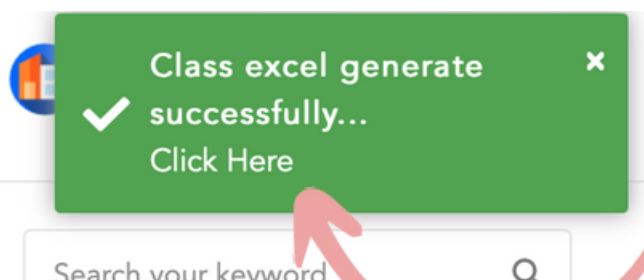 Class excel generate
successfully...
Click Here
Search your keyword